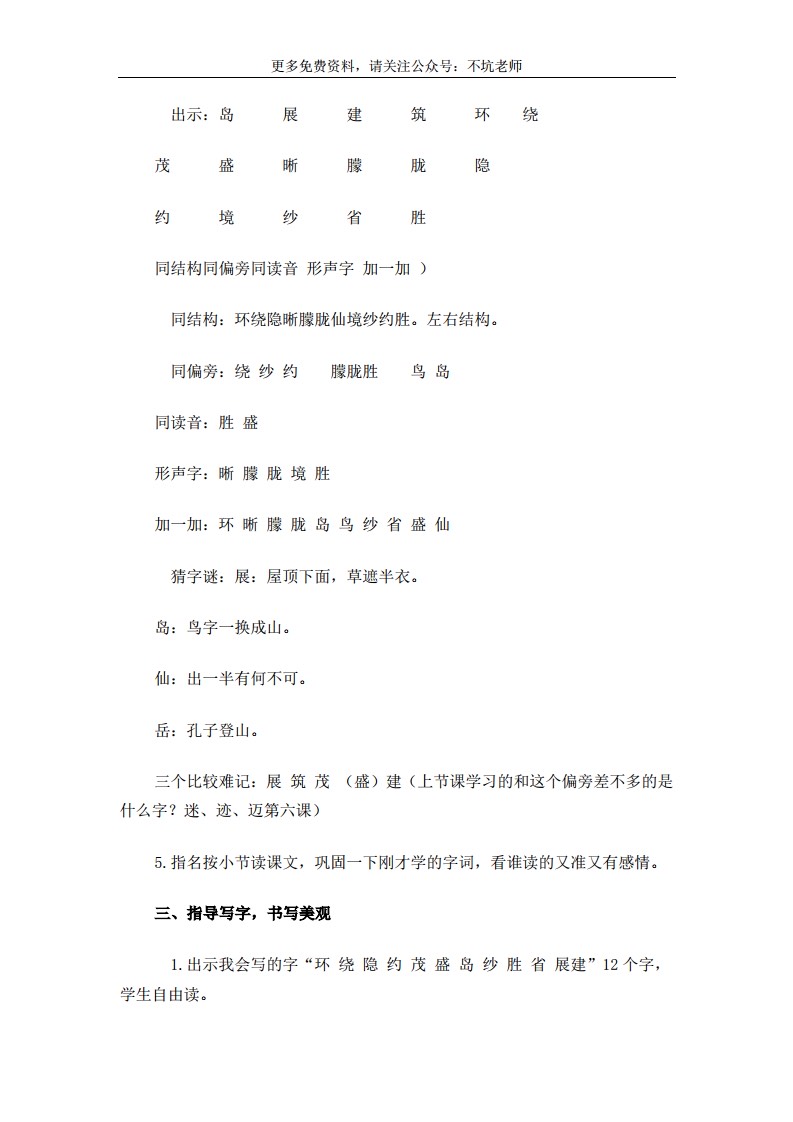 更多免费资料，请关注公众号：不坑老师
出示：岛 展 建 筑 环 绕
茂 盛 晰 朦 胧 隐
约 境 纱 省 胜
同结构同偏旁同读音 形声字 加一加 ）
同结构：环绕隐晰朦胧仙境纱约胜。左右结构。
同偏旁：绕 纱 约 朦胧胜 鸟 岛
同读音：胜 盛
形声字：晰 朦 胧 境 胜
加一加：环 晰 朦 胧 岛 鸟 纱 省 盛 仙
猜字谜：展：屋顶下面，草遮半衣。
岛：鸟字一换成山。
仙：出一半有何不可。
岳：孔子登山。
三个比较难记：展 筑 茂 （盛）建（上节课学习的和这个偏旁差不多的是
什么字？迷、迹、迈第六课）
5.指名按小节读课文，巩固一下刚才学的字词，看谁读的又准又有感情。
三、指导写字，书写美观
1.出示我会写的字“环 绕 隐 约 茂 盛 岛 纱 胜 省 展建”12 个字，
学生自由读。